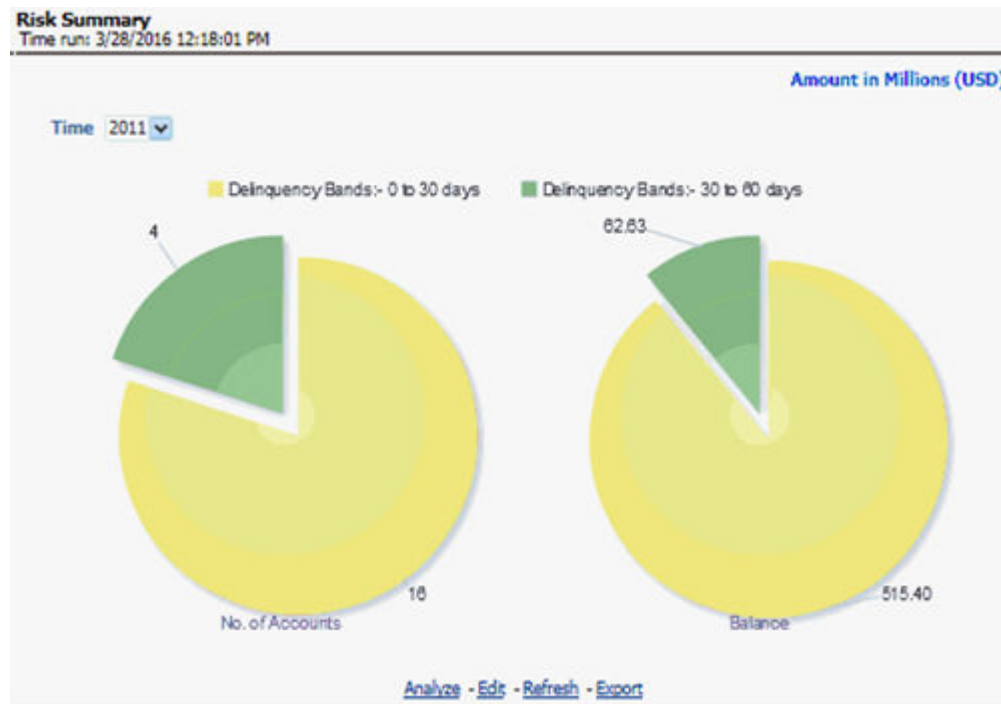 Risk Summary
Time run: 3/28/2016 12:18:01 PM
Amount in Millions (USD)
Time 2011
Delinquency Bands:- 0 to 30 days
Delinquency Bands:- 30 to 60 days
4
62.63
16
515.40
No. of Accounts
Balance
Analyze - Edit - Refresh - Export